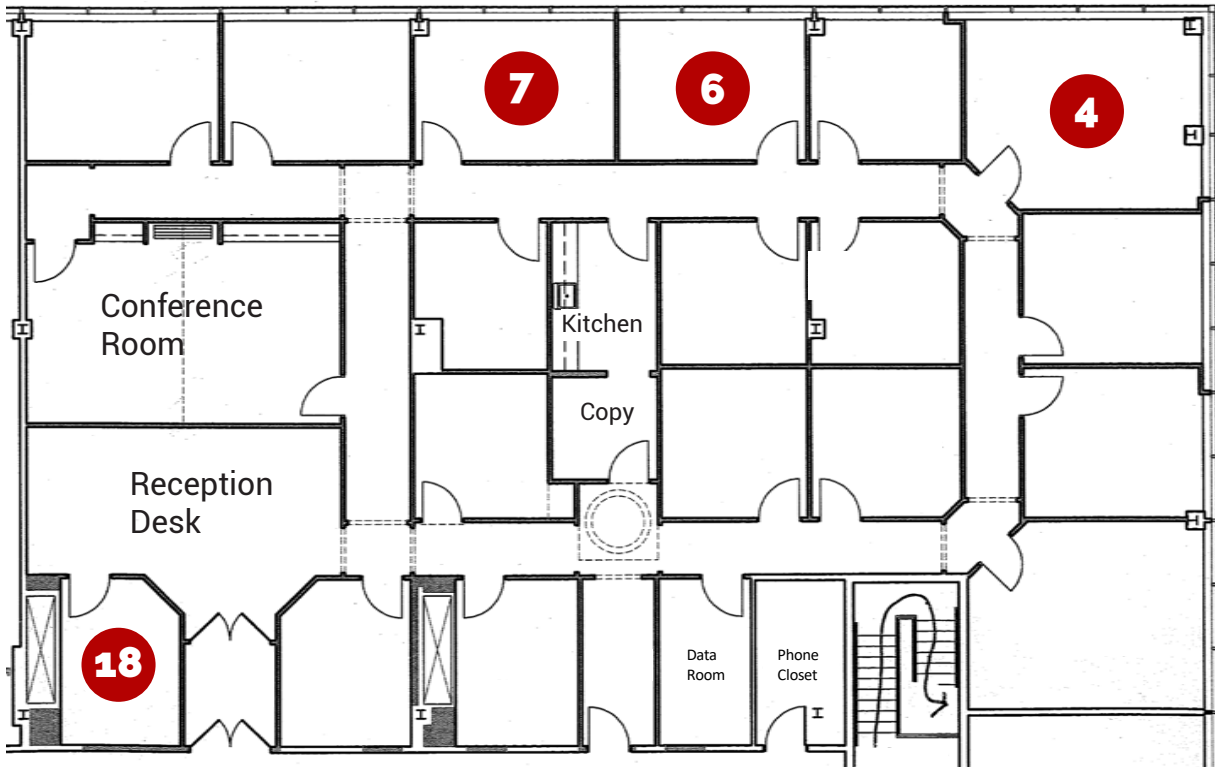 7
6
4
Conference
Room
Kitchen
Copy
Reception
Desk
18
Data
Room
Phone
Closet